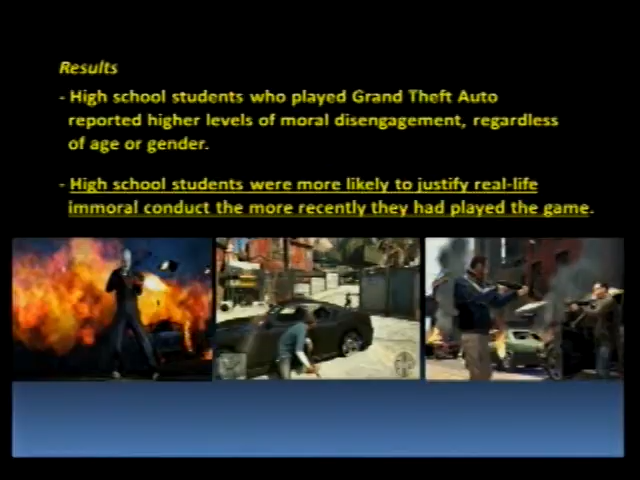 Results
- High school students who played Grand Theft Auto
reported higher levels of moral disengagement, regardless
of age or gender.
- High school students were more likely to justify real-life
immoral conduct the more recently they had played the game.